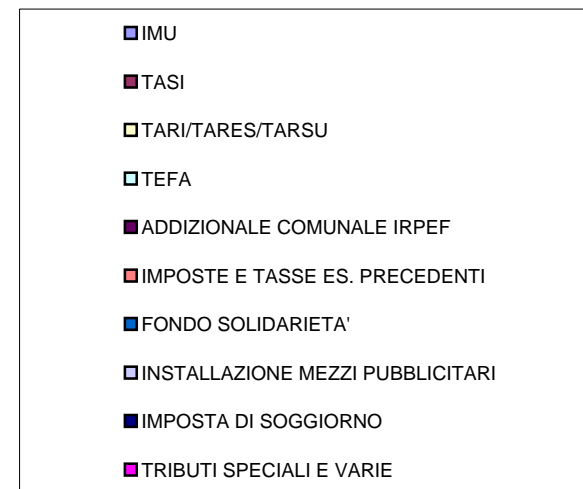 IMU
TASI
TARI/TARES/TARSU
TEFA
ADDIZIONALE COMUNALE IRPEF
IMPOSTE E TASSE ES. PRECEDENTI
FONDO SOLIDARIETA'
INSTALLAZIONE MEZZI PUBBLICITARI
IMPOSTA DI SOGGIORNO
TRIBUTI SPECIALI E VARIE